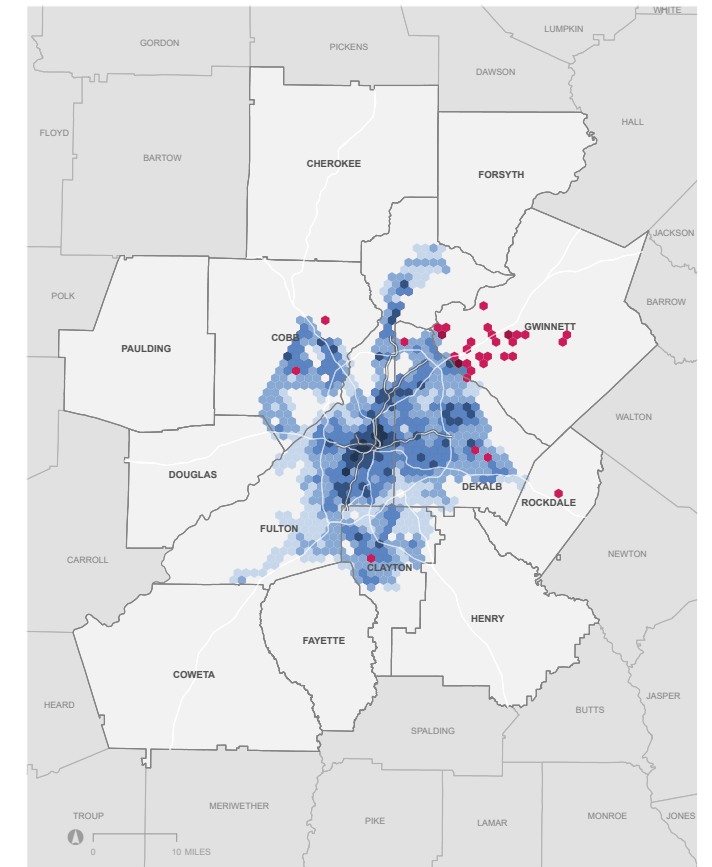 WHITE
LUMPKIN
GORDON
PICKENS
DAWSON
HALL
FLOYD
BARTOW
CHEROKEE
FORSYTH
JACKSON
POLK
BARROW
GWINNETT
COBB
PAULDING
WALTON
DOUGLAS
DEKALB
ROCKDALE
FULTON
NEWTON
CARROLL
CLAYTON
HENRY
FAYETTE
COWETA
JASPER
HEARD
BUTTS
SPALDING
MERIWETHER
TROUP
PIKE
LAMAR
MONROE
JONES
0
10 MILES